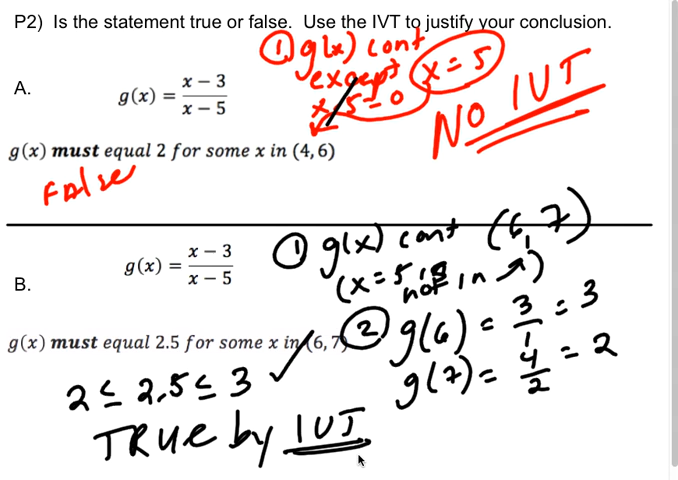 P2) Is the statement true or false. Use the IVT to justify your conclusion.
① g(x) cont
except x = 5
x - 5 = 0
NO IVT
A.
g(x) = x − 3 / x − 5
g(x) must equal 2 for some x in (4, 6)
False
B.
g(x) = x − 3 / x − 5
① g(x) cont (6, 7)
(x = 5 is
not in ↗)
g(x) must equal 2.5 for some x in (6, 7)
② g(6) = 3/1 = 3
g(7) = 4/2 = 2
2 ≤ 2.5 ≤ 3 ✓
TRUE by IVT